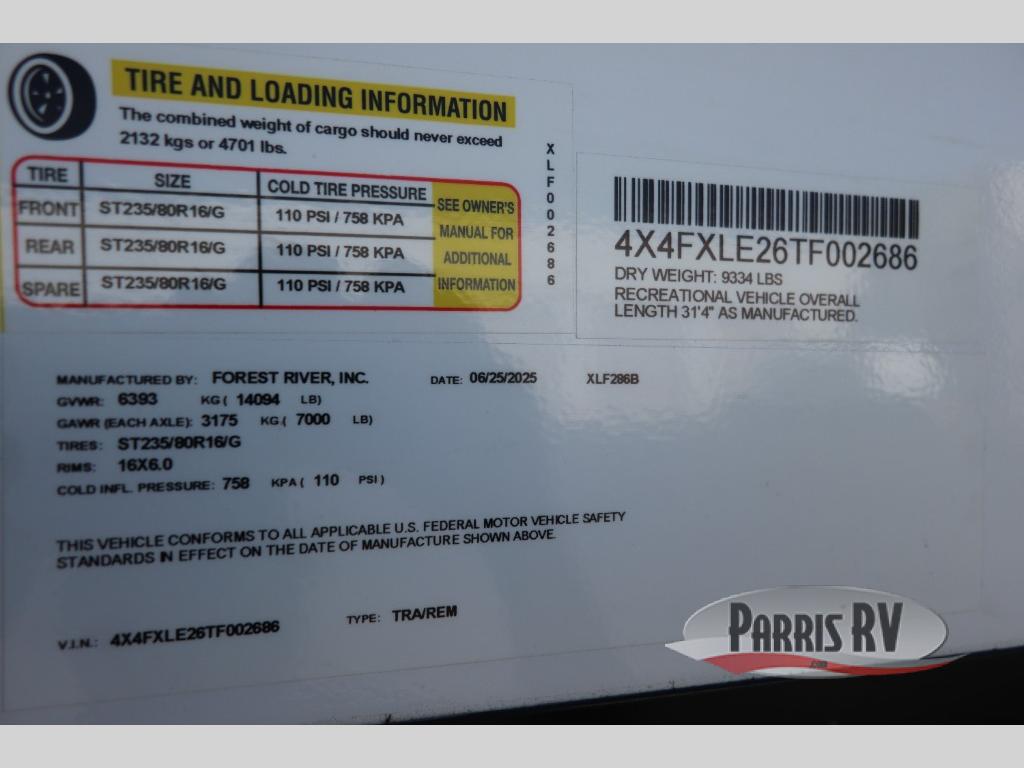 TIRE AND LOADING INFORMATION
The combined weight of cargo should never exceed
2132 kgs or 4701 lbs.
TIRE SIZE COLD TIRE PRESSURE SEE OWNER'S MANUAL FOR ADDITIONAL INFORMATION
FRONT ST235/80R16/G 110 PSI / 758 KPA
REAR ST235/80R16/G 110 PSI / 758 KPA
SPARE ST235/80R16/G 110 PSI / 758 KPA
XLF002686
4X4FXLE26TF002686
DRY WEIGHT: 9334 LBS
RECREATIONAL VEHICLE OVERALL
LENGTH 31'4" AS MANUFACTURED.
MANUFACTURED BY: FOREST RIVER, INC. DATE: 06/25/2025 XLF286B
GVWR: 6393 KG ( 14094 LB)
GAWR (EACH AXLE): 3175 KG ( 7000 LB)
TIRES: ST235/80R16/G
RIMS: 16X6.0
COLD INFL. PRESSURE: 758 KPA ( 110 PSI )
THIS VEHICLE CONFORMS TO ALL APPLICABLE U.S. FEDERAL MOTOR VEHICLE SAFETY
STANDARDS IN EFFECT ON THE DATE OF MANUFACTURE SHOWN ABOVE.
V.I.N.: 4X4FXLE26TF002686 TYPE: TRA/REM
PARRIS RV
.com